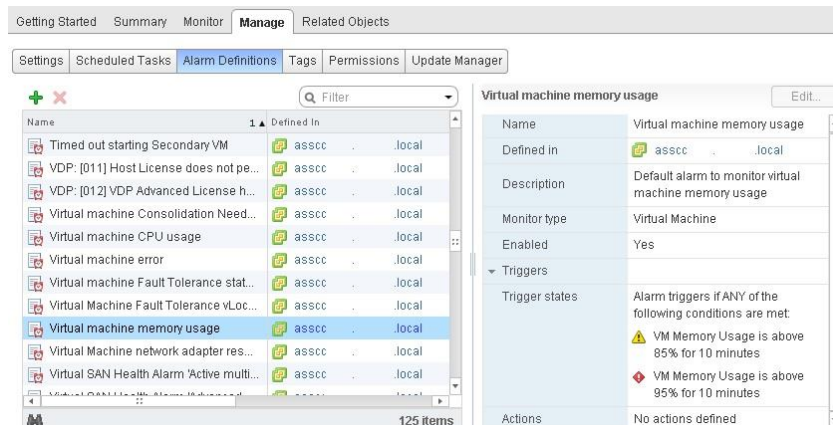 Getting Started Summary Monitor Manage Related Objects
Settings Scheduled Tasks Alarm Definitions Tags Permissions Update Manager
Filter
Name 1 Defined In
Timed out starting Secondary VM asscc . .local
VDP: [011] Host License does not pe... asscc . .local
VDP: [012] VDP Advanced License h... asscc . .local
Virtual machine Consolidation Need... asscc . .local
Virtual machine CPU usage asscc . .local
Virtual machine error asscc . .local
Virtual machine Fault Tolerance stat... asscc . .local
Virtual Machine Fault Tolerance vLoc... asscc . .local
Virtual machine memory usage asscc . .local
Virtual Machine network adapter res... asscc . .local
Virtual SAN Health Alarm 'Active multi... asscc . .local
125 items
Virtual machine memory usage Edit...
Name Virtual machine memory usage
Defined in asscc . .local
Description Default alarm to monitor virtual
machine memory usage
Monitor type Virtual Machine
Enabled Yes
Triggers
Trigger states Alarm triggers if ANY of the
following conditions are met:
VM Memory Usage is above
85% for 10 minutes
VM Memory Usage is above
95% for 10 minutes
Actions No actions defined